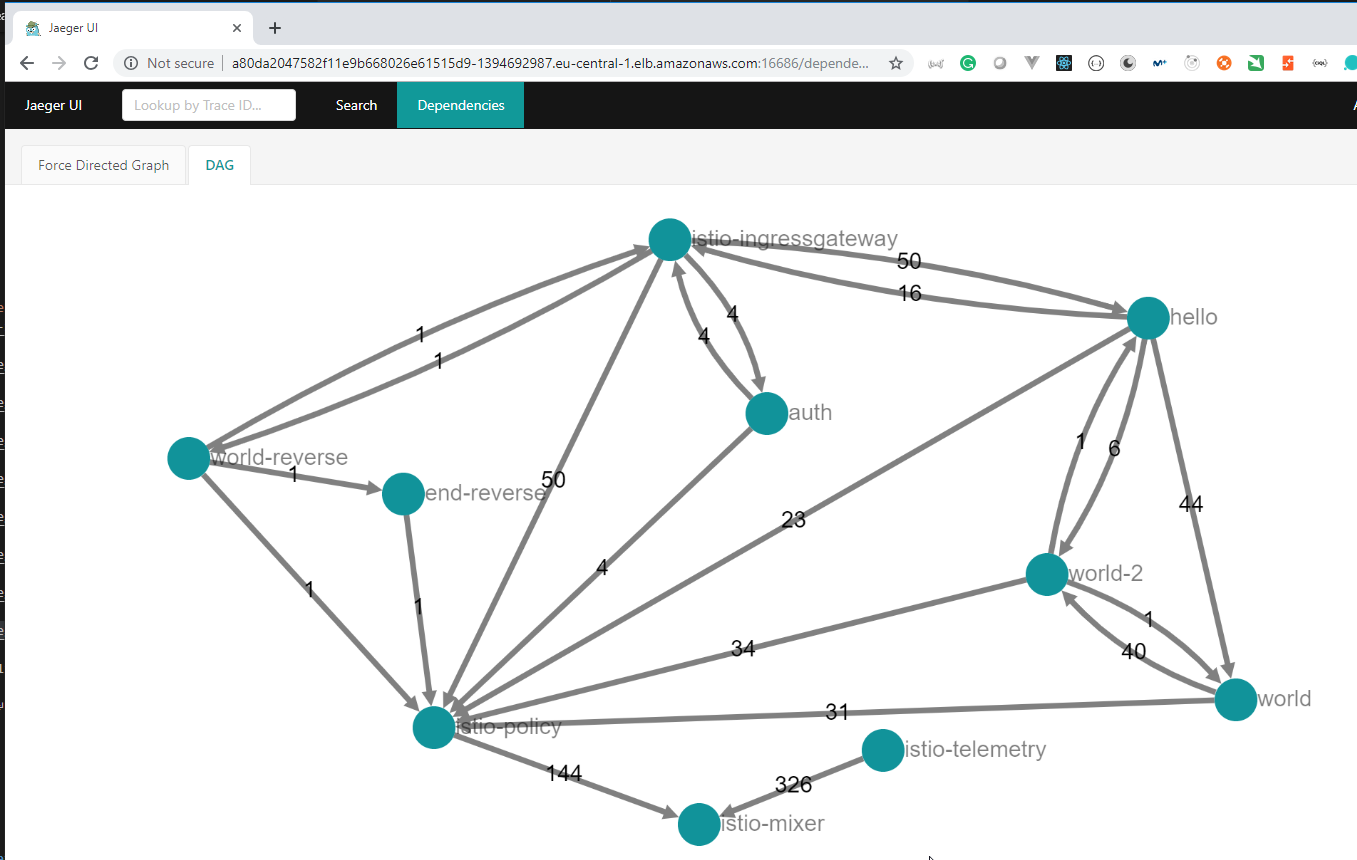 Jaeger UI
Not secure | a80da2047582f11e9b668026e61515d9-1394692987.eu-central-1.elb.amazonaws.com:16686/depende...
Jaeger UI Lookup by Trace ID... Search Dependencies
Force Directed Graph DAG
istio-ingressgateway
50
16
4
hello
1
4
1
auth
1
6
world-reverse
1
50
end-reverse
44
23
4
world-2
1
1
1
34
40
world
31
istio-policy
istio-telemetry
144
326
istio-mixer